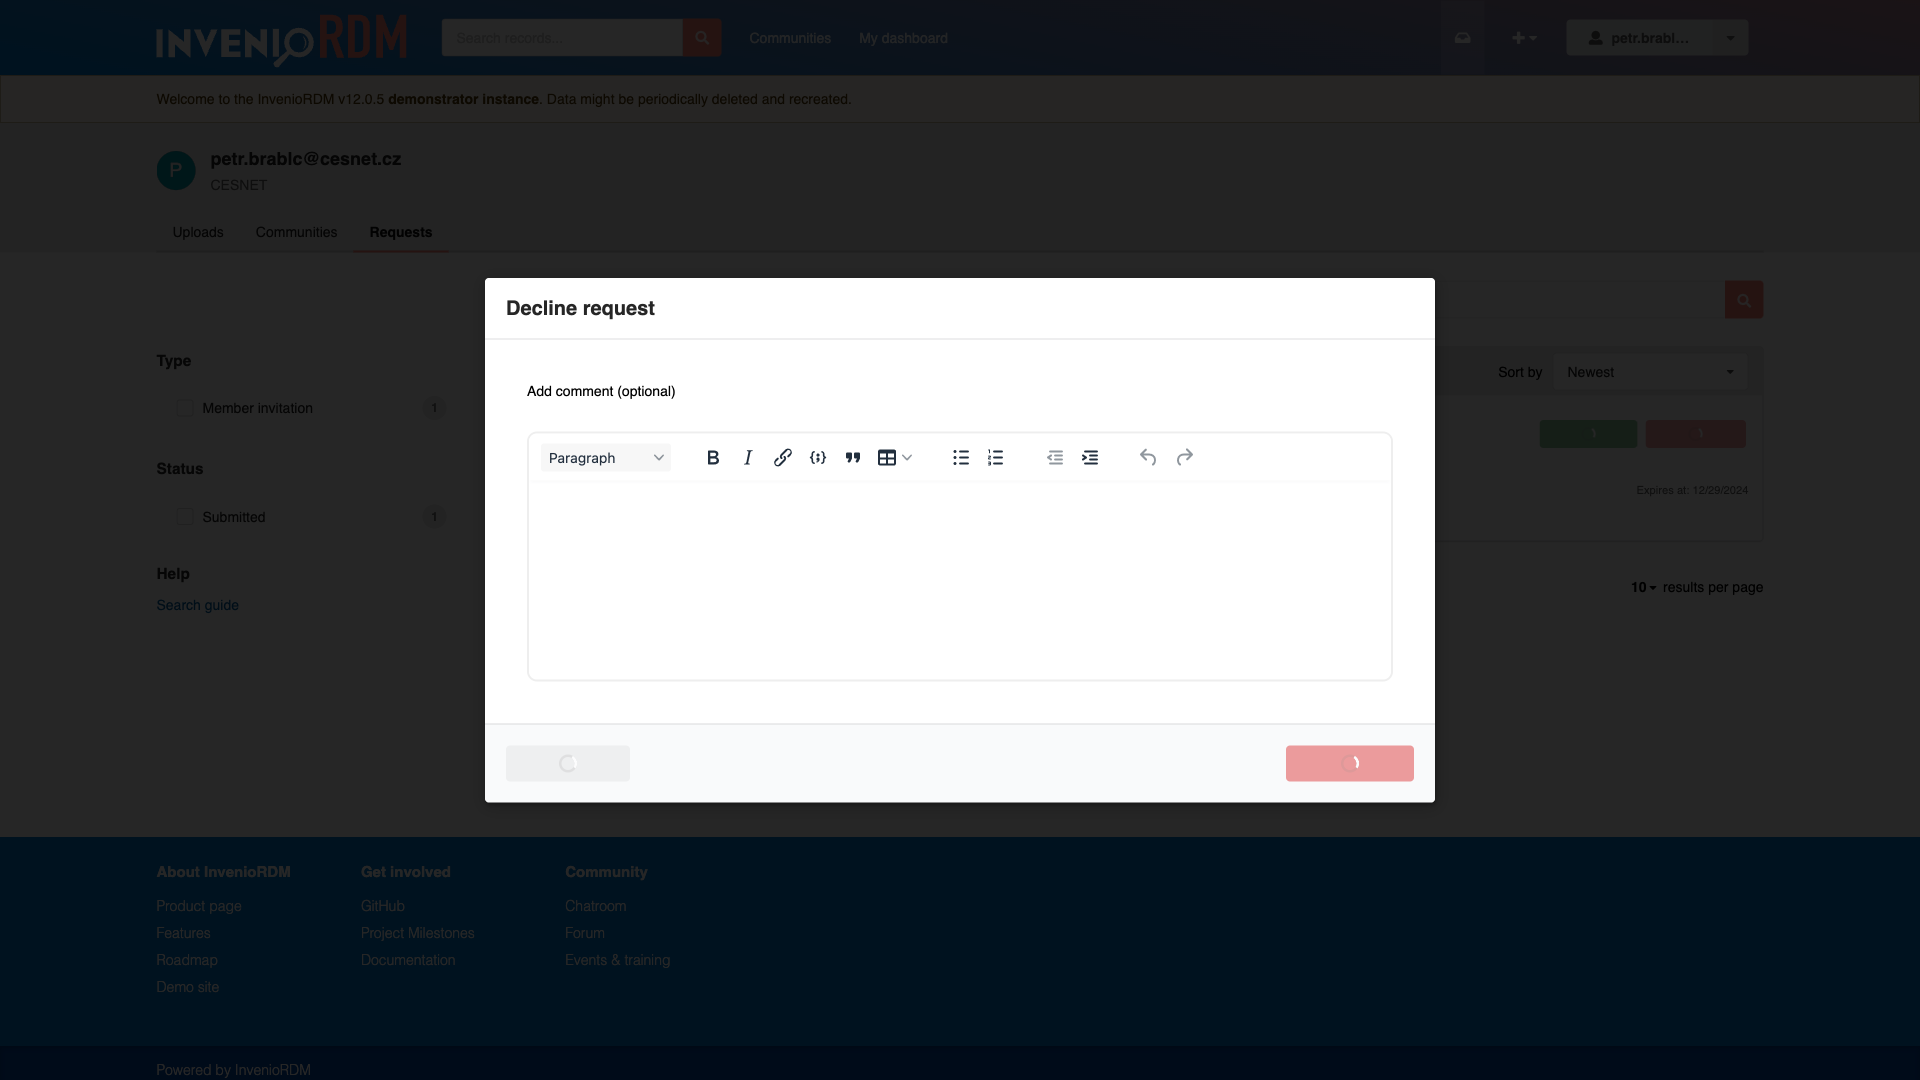 INVENIORDM
Search records...
Communities
My dashboard
petr.brabl...
Welcome to the InvenioRDM v12.0.5 demonstrator instance. Data might be periodically deleted and recreated.
P
petr.brablc@cesnet.cz
CESNET
Uploads
Communities
Requests
Decline request
Add comment (optional)
Paragraph
Type
Member invitation
1
Status
Submitted
1
Help
Search guide
Sort by
Newest
Expires at: 12/29/2024
10 results per page
About InvenioRDM
Product page
Features
Roadmap
Demo site
Get involved
GitHub
Project Milestones
Documentation
Community
Chatroom
Forum
Events & training
Powered by InvenioRDM